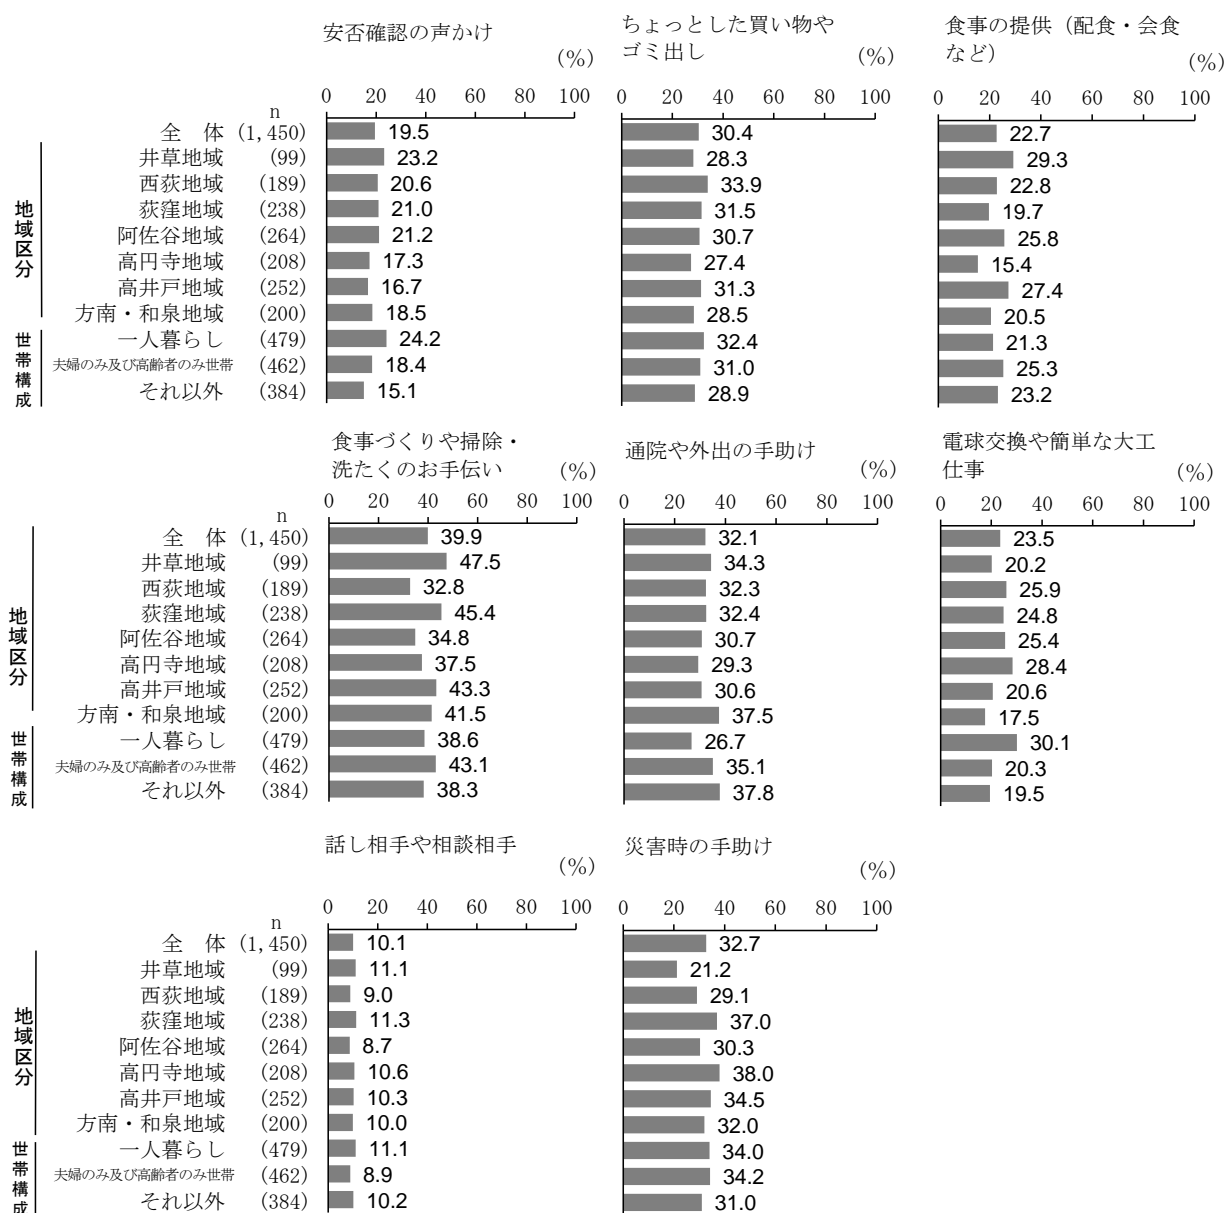 安否確認の声かけ
(%)
0 20 40 60 80 100
n
全 体 (1,450) 19.5
井草地域 (99) 23.2
西荻地域 (189) 20.6
荻窪地域 (238) 21.0
阿佐谷地域 (264) 21.2
高円寺地域 (208) 17.3
高井戸地域 (252) 16.7
方南・和泉地域 (200) 18.5
一人暮らし (479) 24.2
夫婦のみ及び高齢者のみ世帯 (462) 18.4
それ以外 (384) 15.1
地域区分
世帯構成
ちょっとした買い物や
ゴミ出し
(%)
0 20 40 60 80 100
30.4
28.3
33.9
31.5
30.7
27.4
31.3
28.5
32.4
31.0
28.9
食事の提供（配食・会食
など）
(%)
0 20 40 60 80 100
22.7
29.3
22.8
19.7
25.8
15.4
27.4
20.5
21.3
25.3
23.2
食事づくりや掃除・
洗たくのお手伝い
(%)
0 20 40 60 80 100
n
全 体 (1,450) 39.9
井草地域 (99) 47.5
西荻地域 (189) 32.8
荻窪地域 (238) 45.4
阿佐谷地域 (264) 34.8
高円寺地域 (208) 37.5
高井戸地域 (252) 43.3
方南・和泉地域 (200) 41.5
一人暮らし (479) 38.6
夫婦のみ及び高齢者のみ世帯 (462) 43.1
それ以外 (384) 38.3
地域区分
世帯構成
通院や外出の手助け
(%)
0 20 40 60 80 100
32.1
34.3
32.3
32.4
30.7
29.3
30.6
37.5
26.7
35.1
37.8
電球交換や簡単な大工
仕事
(%)
0 20 40 60 80 100
23.5
20.2
25.9
24.8
25.4
28.4
20.6
17.5
30.1
20.3
19.5
話し相手や相談相手
(%)
0 20 40 60 80 100
n
全 体 (1,450) 10.1
井草地域 (99) 11.1
西荻地域 (189) 9.0
荻窪地域 (238) 11.3
阿佐谷地域 (264) 8.7
高円寺地域 (208) 10.6
高井戸地域 (252) 10.3
方南・和泉地域 (200) 10.0
一人暮らし (479) 11.1
夫婦のみ及び高齢者のみ世帯 (462) 8.9
それ以外 (384) 10.2
地域区分
世帯構成
災害時の手助け
(%)
0 20 40 60 80 100
32.7
21.2
29.1
37.0
30.3
38.0
34.5
32.0
34.0
34.2
31.0